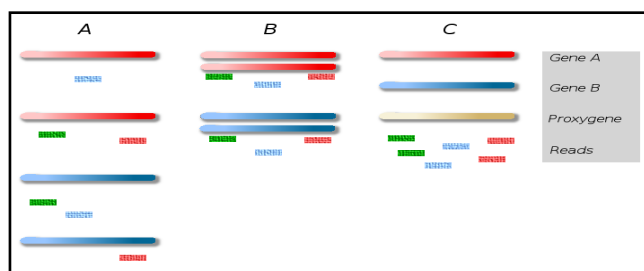 A B C
Gene A
Gene B
Proxygene
Reads